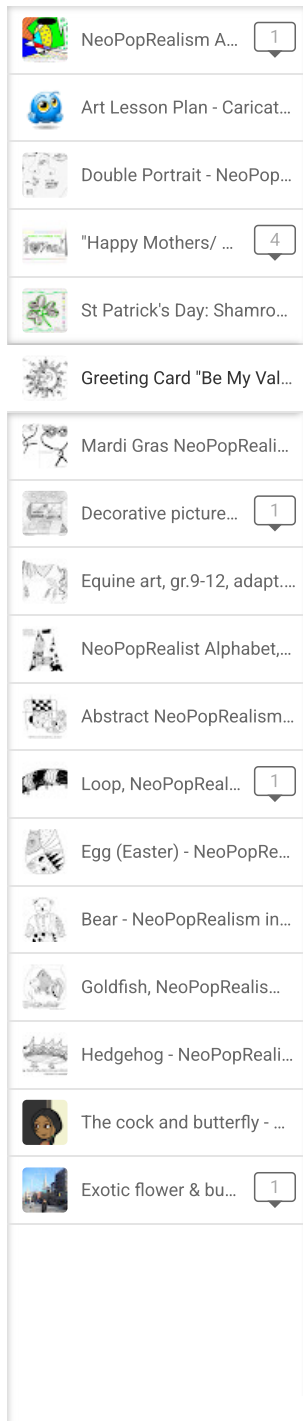 NeoPopRealism A...
1
Art Lesson Plan - Caricat...
Double Portrait - NeoPop...
"Happy Mothers/ ...
4
St Patrick's Day: Shamro...
Greeting Card "Be My Val...
Mardi Gras NeoPopReali...
Decorative picture...
1
Equine art, gr.9-12, adapt....
NeoPopRealist Alphabet,...
Abstract NeoPopRealism...
Loop, NeoPopReal...
1
Egg (Easter) - NeoPopRe...
Bear - NeoPopRealism in...
Goldfish, NeoPopRealis...
Hedgehog - NeoPopReali...
The cock and butterfly - ...
Exotic flower & bu...
1